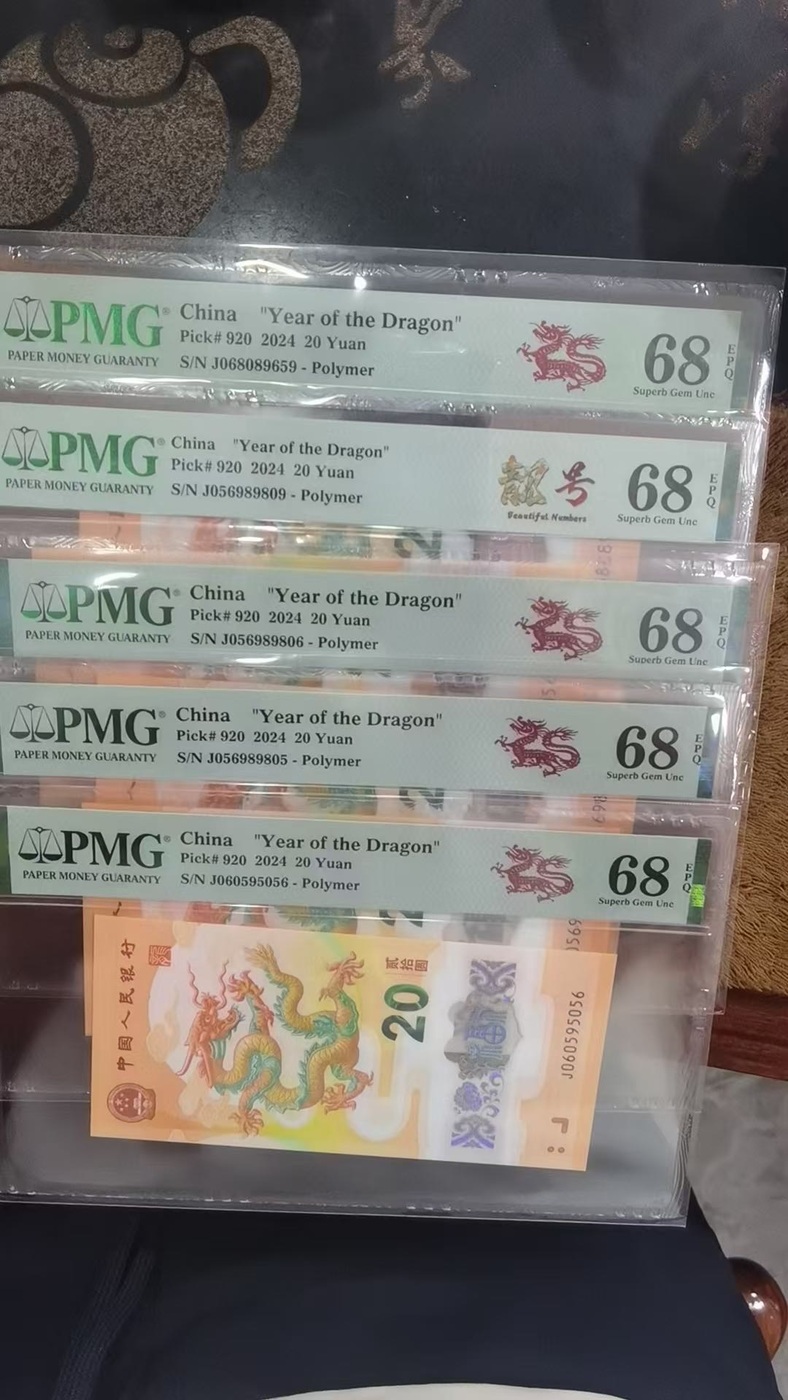 PMG®
PAPER MONEY GUARANTY
China "Year of the Dragon"
Pick# 920 2024 20 Yuan
S/N J068089659 - Polymer
68
EPQ
Superb Gem Unc
PMG®
PAPER MONEY GUARANTY
China "Year of the Dragon"
Pick# 920 2024 20 Yuan
S/N J056989809 - Polymer
靓号
Beautiful Numbers
68
EPQ
Superb Gem Unc
PMG®
PAPER MONEY GUARANTY
China "Year of the Dragon"
Pick# 920 2024 20 Yuan
S/N J056989806 - Polymer
68
EPQ
Superb Gem Unc
PMG®
PAPER MONEY GUARANTY
China "Year of the Dragon"
Pick# 920 2024 20 Yuan
S/N J056989805 - Polymer
68
EPQ
Superb Gem Unc
PMG®
PAPER MONEY GUARANTY
China "Year of the Dragon"
Pick# 920 2024 20 Yuan
S/N J060595056 - Polymer
68
EPQ
Superb Gem Unc
中国人民银行
贰拾圆
20
J060595056